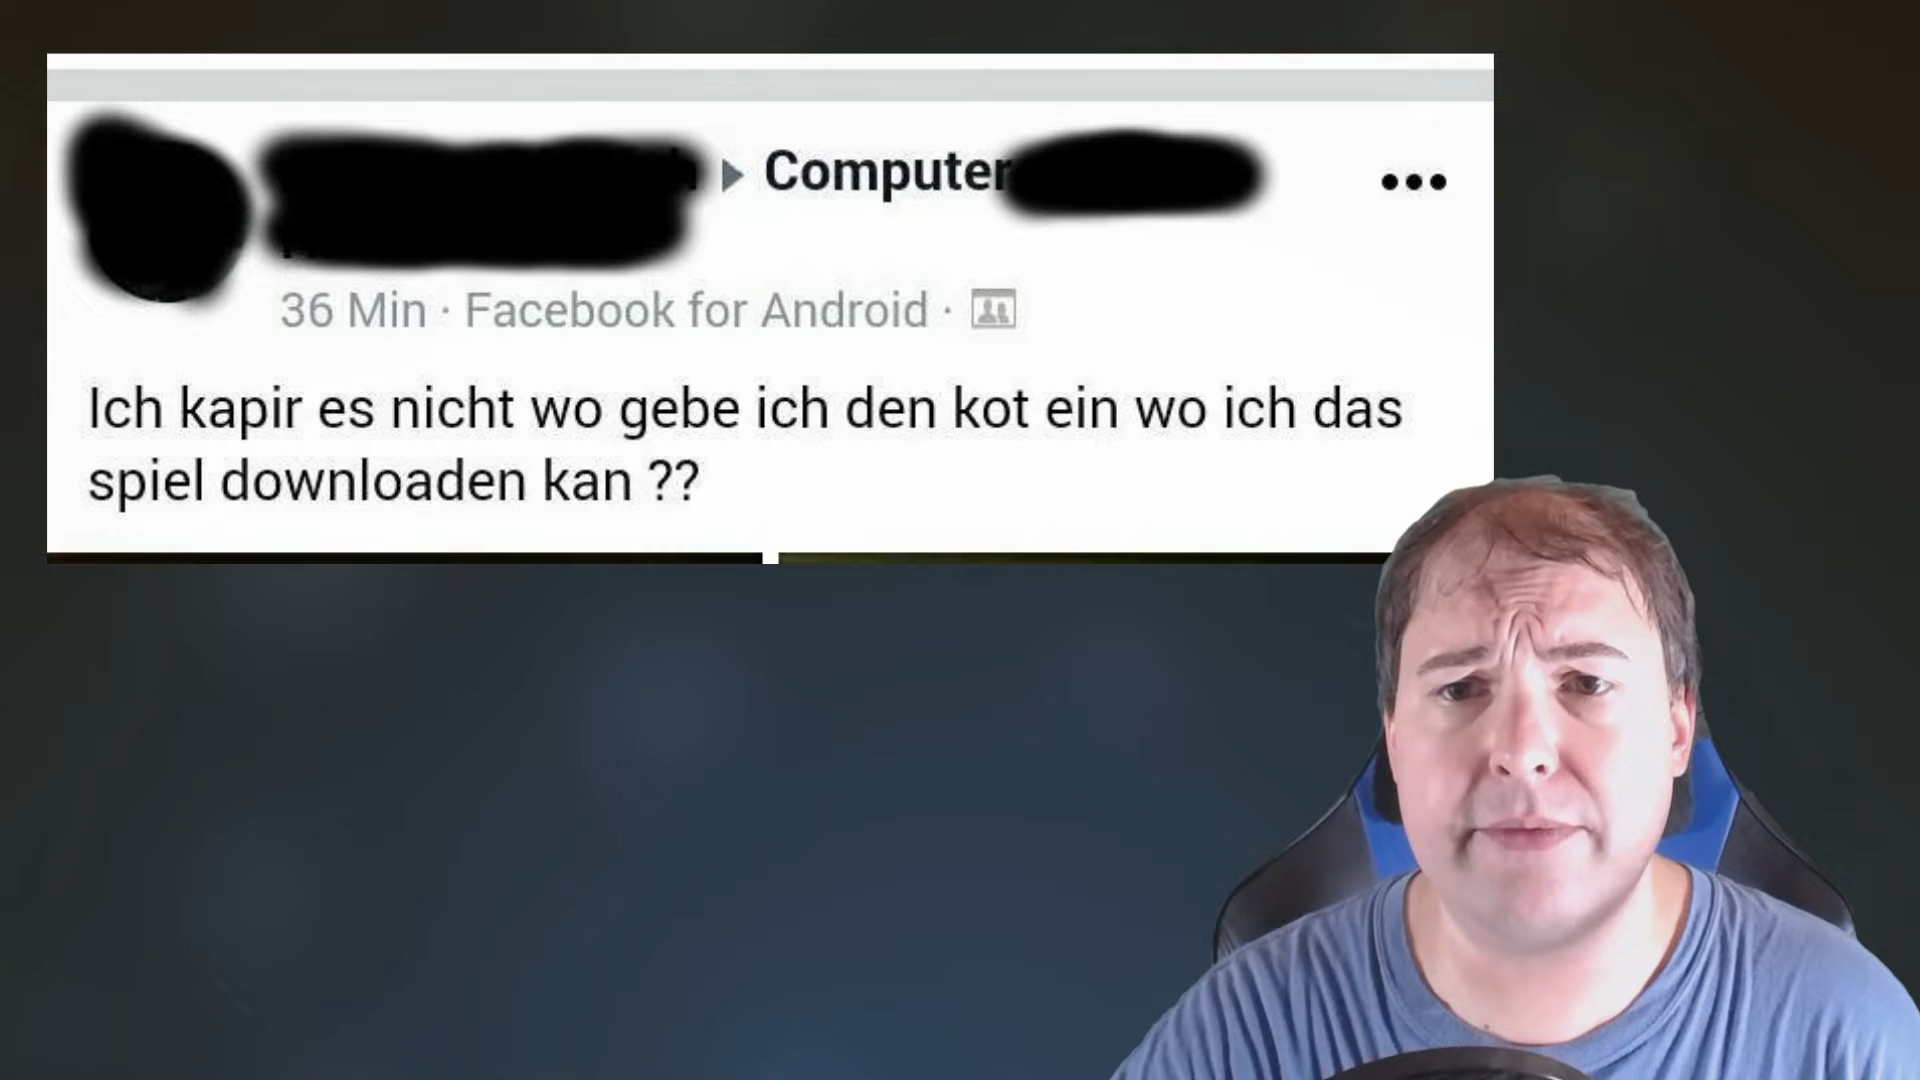 Computer
36 Min · Facebook for Android ·
Ich kapir es nicht wo gebe ich den kot ein wo ich das
spiel downloaden kan ??